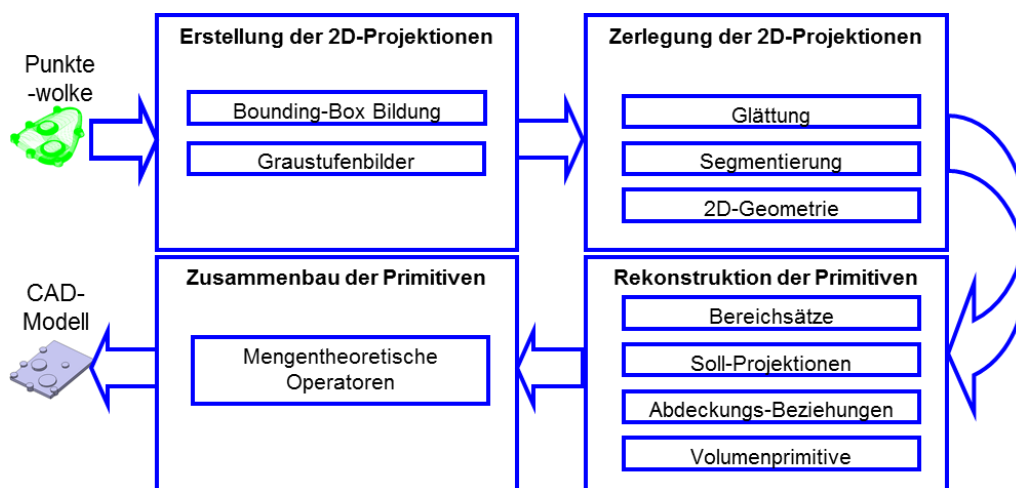 Punkte
-wolke
Erstellung der 2D-Projektionen
Bounding-Box Bildung
Graustufenbilder
Zerlegung der 2D-Projektionen
Glättung
Segmentierung
2D-Geometrie
Rekonstruktion der Primitiven
Bereichsätze
Soll-Projektionen
Abdeckungs-Beziehungen
Volumenprimitive
Zusammenbau der Primitiven
Mengentheoretische
Operatoren
CAD-
Modell